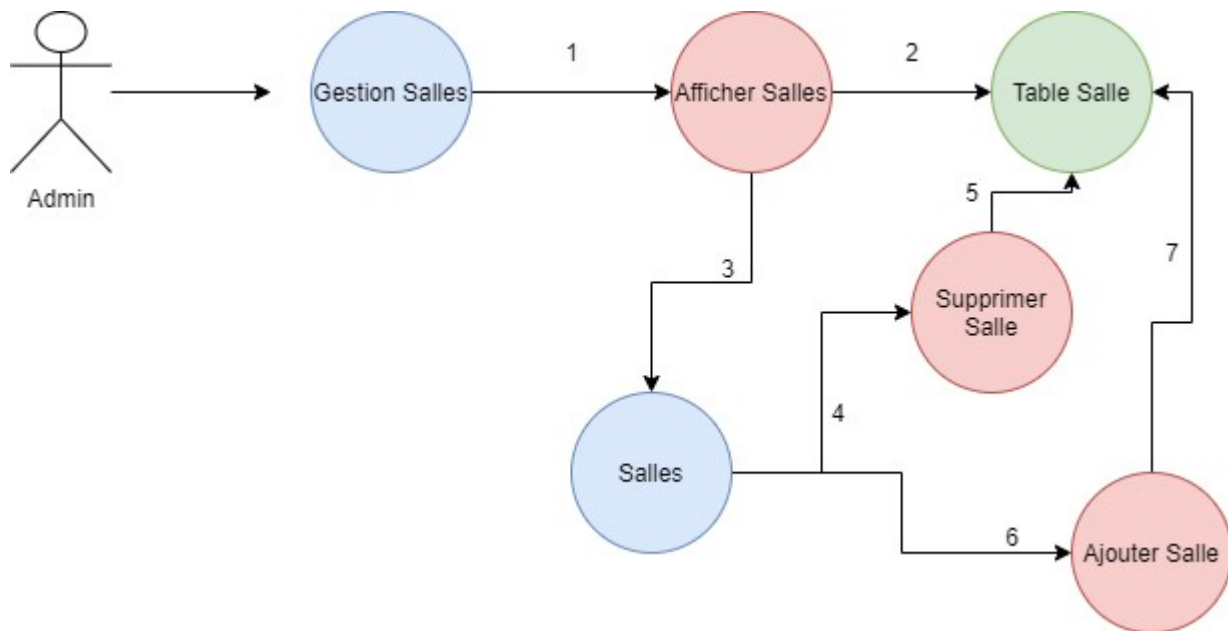 1
2
Gestion Salles
Afficher Salles
Table Salle
Admin
5
3
7
Supprimer
Salle
4
Salles
6
Ajouter Salle